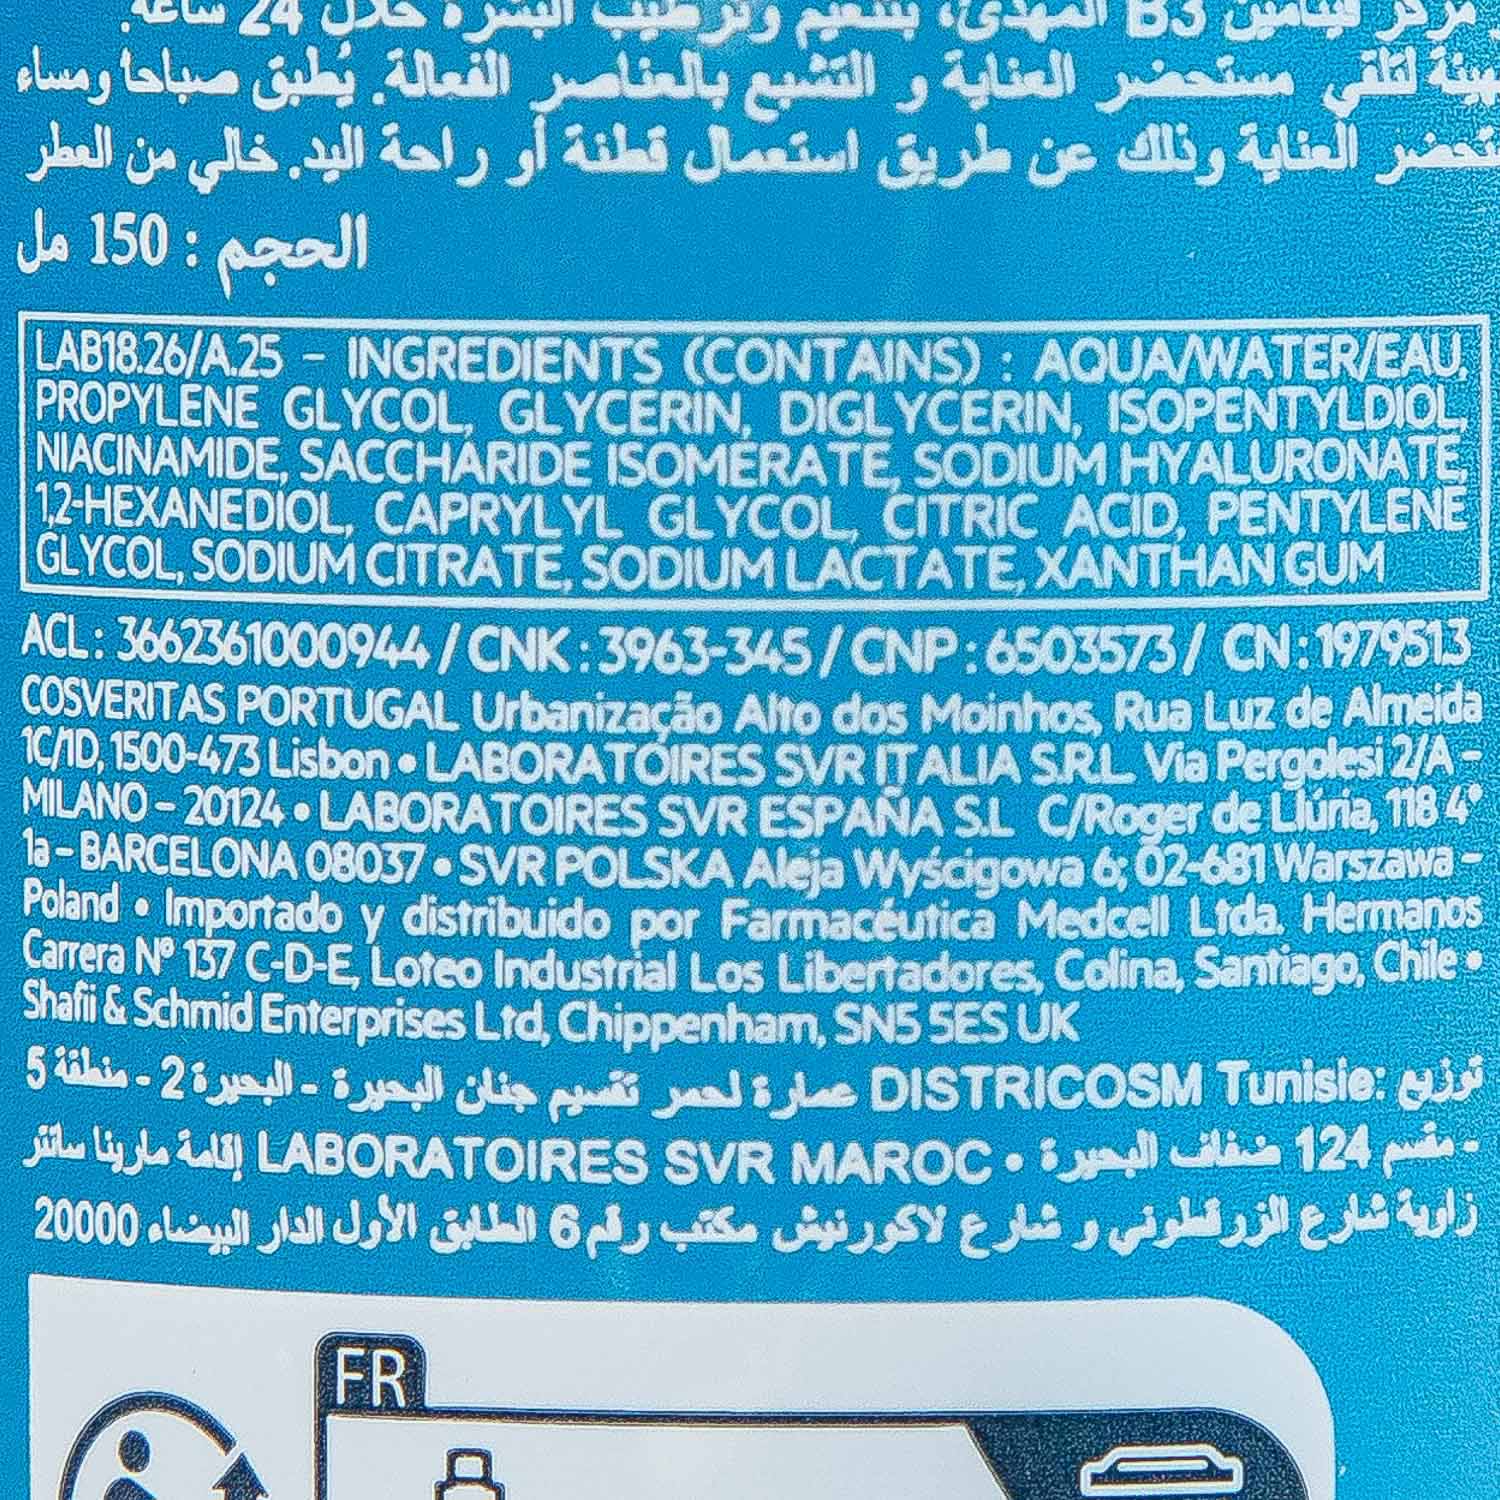 مركز فيتامين B3 المهدئ، بتنعيم وترطيب البشرة خلال 24 ساعة.
لتلقي مستحضر العناية و التشبع بالعناصر الفعالة. يُطبق صباحاً ومساء
العناية وذلك عن طريق استعمال قطنة أو راحة اليد. خالي من العطر
الحجم : 150 مل
LAB18.26/A.25 – INGREDIENTS (CONTAINS) : AQUA/WATER/EAU,
PROPYLENE GLYCOL, GLYCERIN, DIGLYCERIN, ISOPENTYLDIOL,
NIACINAMIDE, SACCHARIDE ISOMERATE, SODIUM HYALURONATE,
1,2-HEXANEDIOL, CAPRYLYL GLYCOL, CITRIC ACID, PENTYLENE
GLYCOL, SODIUM CITRATE, SODIUM LACTATE, XANTHAN GUM
ACL : 3662361000944 / CNK : 3963-345 / CNP : 6503573 / CN : 1979513
COSVERITAS PORTUGAL Urbanização Alto dos Moinhos, Rua Luz de Almeida
1C/1D, 1500-473 Lisbon • LABORATOIRES SVR ITALIA S.R.L Via Pergolesi 2/A –
MILANO – 20124 • LABORATOIRES SVR ESPAÑA S.L C/Roger de Llúria, 118 4º
1a – BARCELONA 08037 • SVR POLSKA Aleja Wyścigowa 6; 02-681 Warszawa –
Poland • Importado y distribuido por Farmacéutica Medcell Ltda. Hermanos
Carrera Nº 137 C-D-E, Loteo Industrial Los Libertadores, Colina, Santiago, Chile •
Shafii & Schmid Enterprises Ltd, Chippenham, SN5 5ES UK
توزيع :DISTRICOSM Tunisie عمارة لحمر تقسيم جنان البحيرة - البحيرة 2 - منطقة 5
- مقسم 124 ضفاف البحيرة • LABORATOIRES SVR MAROC إقامة مارينا سانتر
زاوية شارع الزرقطوني و شارع لاكورنيش مكتب رقم 6 الطابق الأول الدار البيضاء 20000
FR